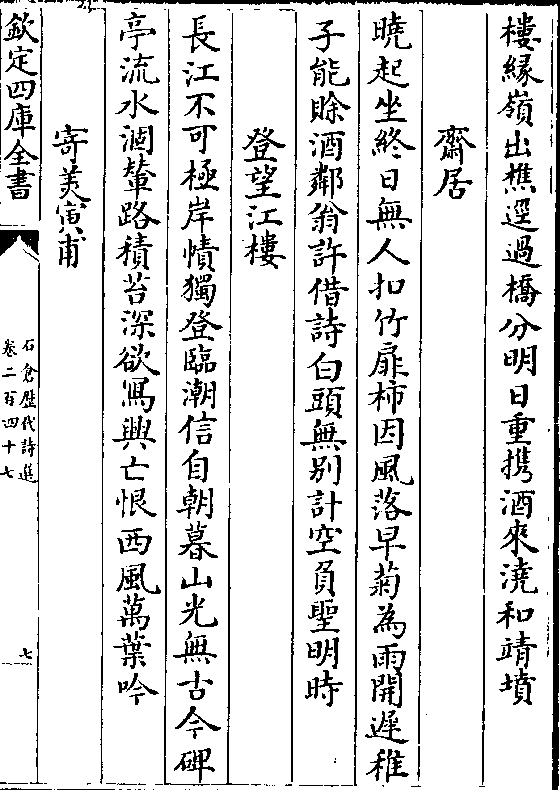 樓緣嶺出樵逕過橋分明日重攜酒來澆和靖墳
齋居
曉起坐終日無人扣竹扉柿因風落早菊為雨開遲稚
子能賒酒鄰翁許借詩白頭無別計空負聖明時
登望江樓
長江不可極岸幘獨登臨潮信自朝暮山光無古今碑
亭流水涸輦路積苔深欲寫興亡恨西風萬葉吟
寄姜寅甫
欽定四庫全書
石倉歷代詩選
卷二百四十七
七